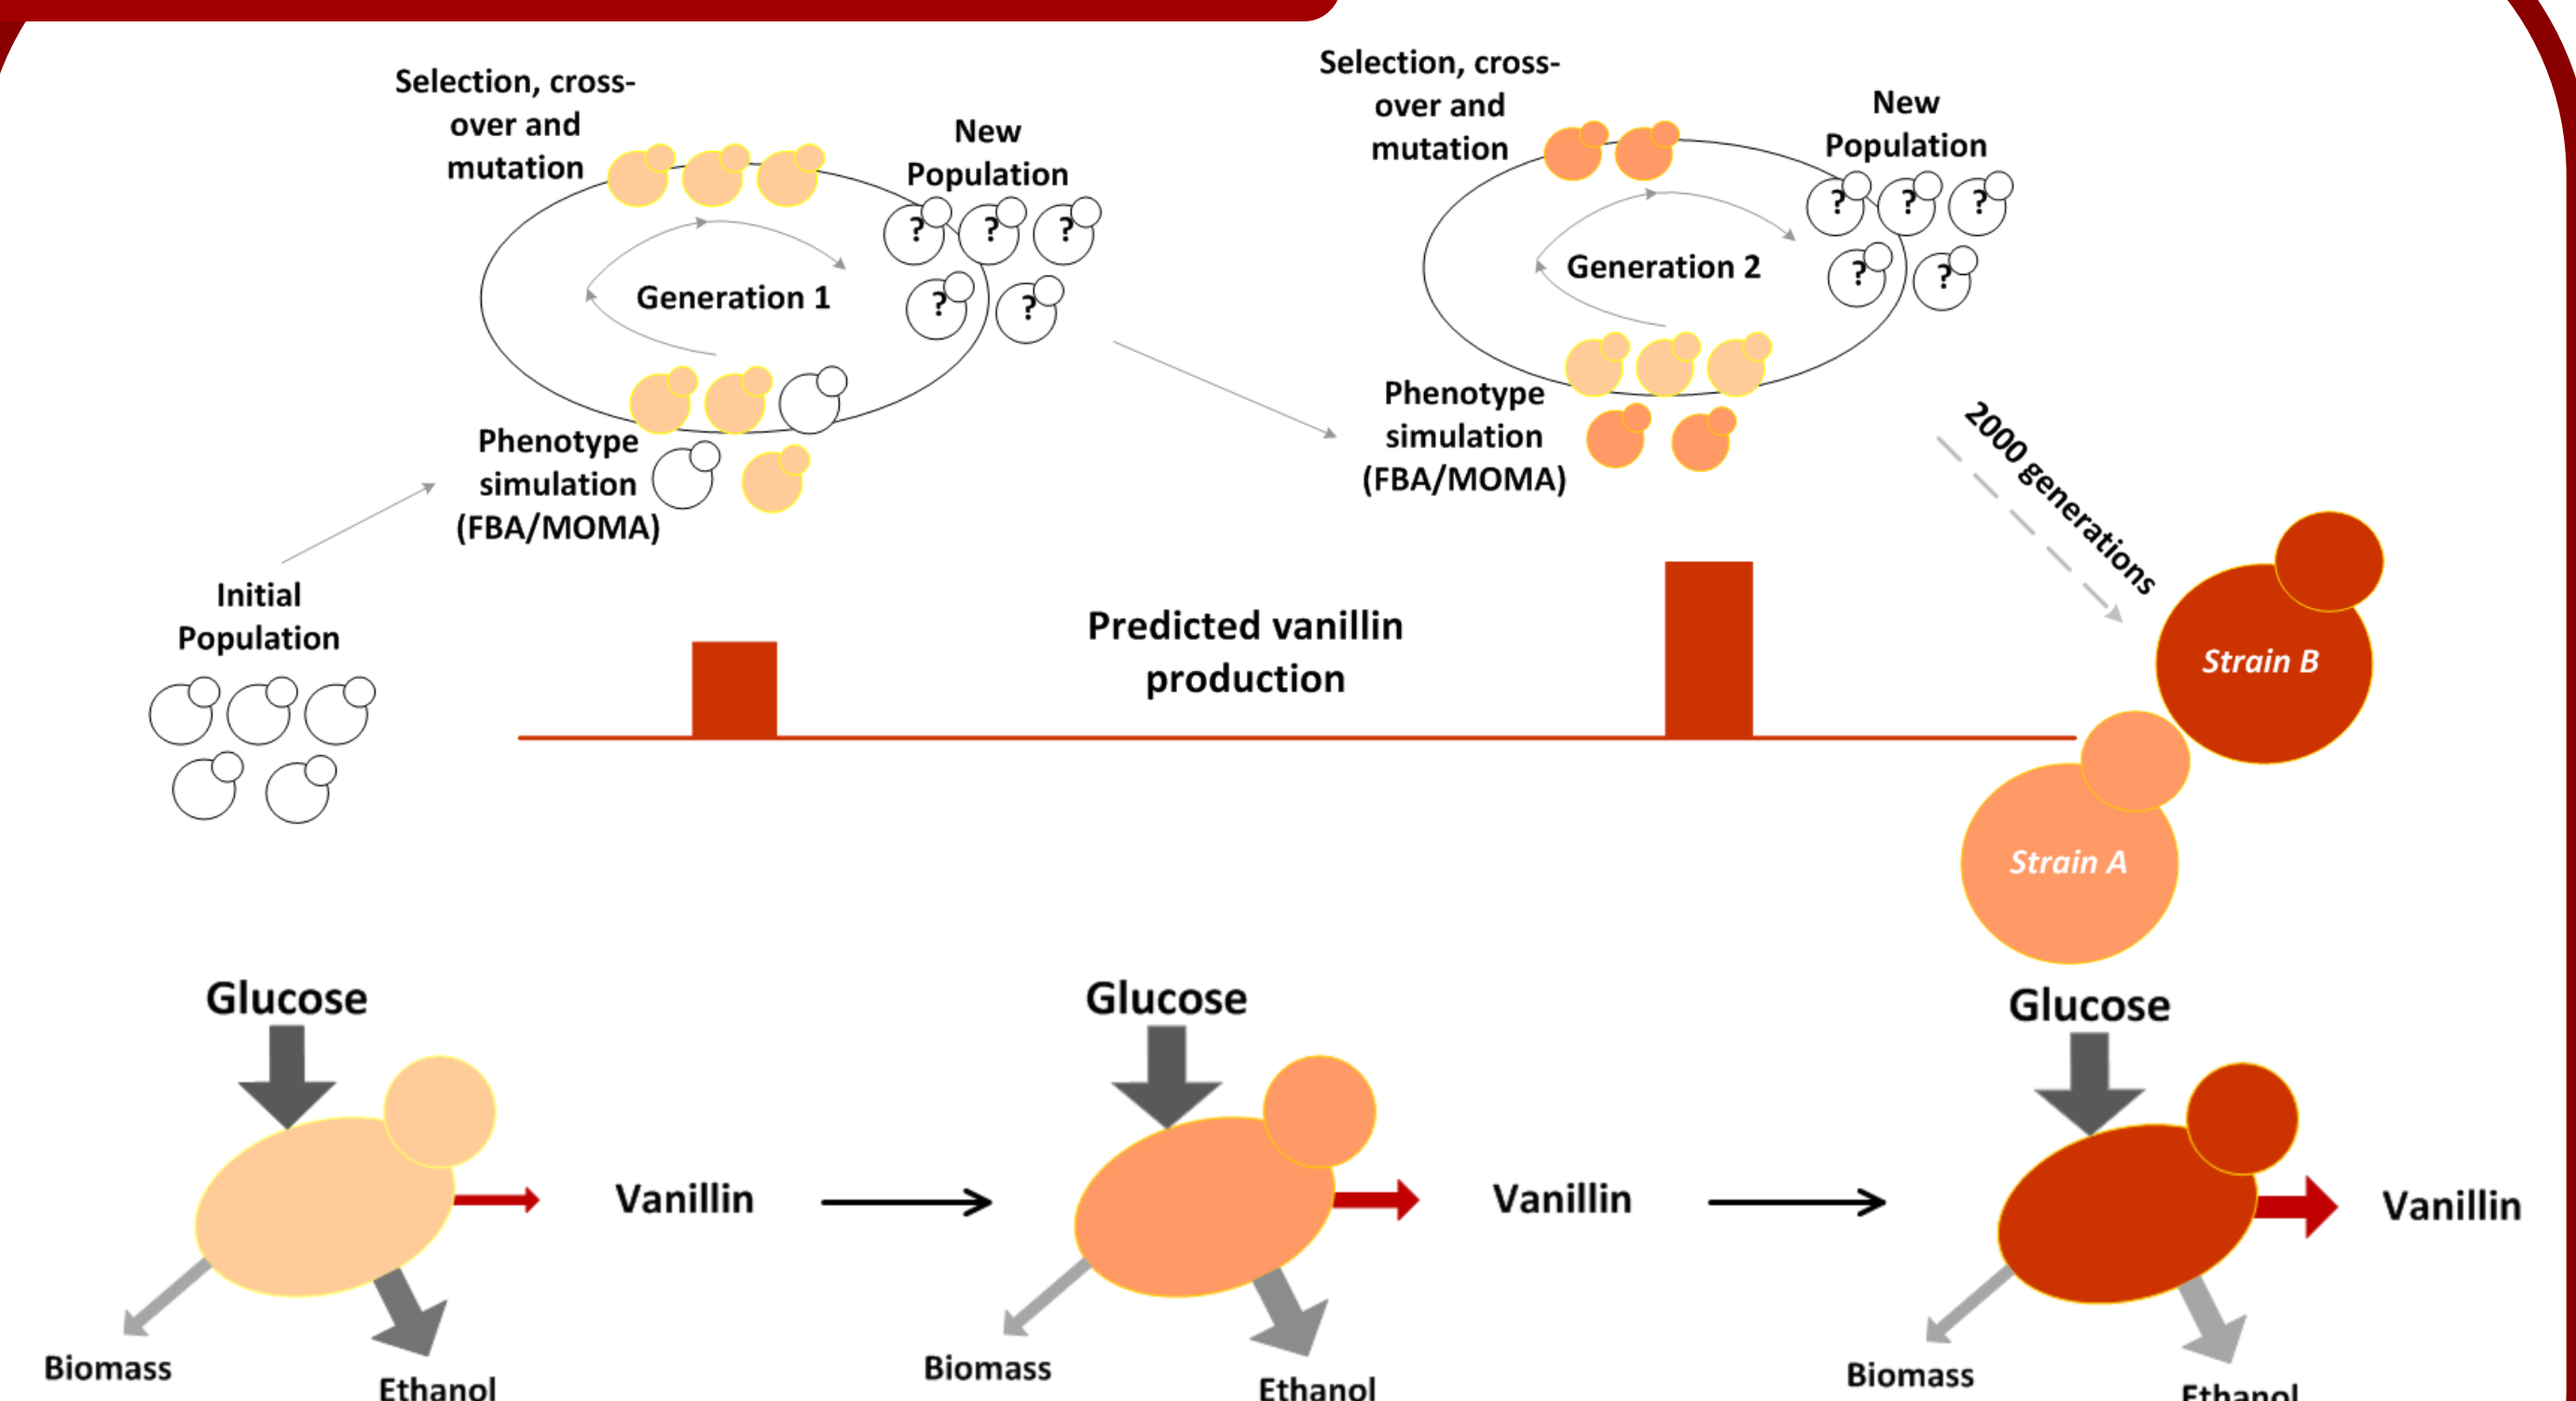 Selection, cross-
over and
mutation
New
Population
?
?
?
?
?
Generation 1
Phenotype
simulation
(FBA/MOMA)
Selection, cross-
over and
mutation
New
Population
?
?
?
?
?
Generation 2
Phenotype
simulation
(FBA/MOMA)
2000 generations
Initial
Population
Predicted vanillin
production
Strain B
Strain A
Glucose
Vanillin
Biomass
Ethanol
Glucose
Vanillin
Biomass
Ethanol
Glucose
Vanillin
Biomass
Ethanol